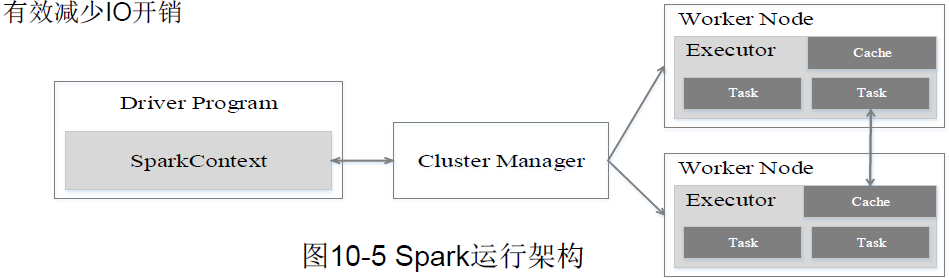 有效减少IO开销
Driver Program
SparkContext
Cluster Manager
Worker Node
Executor
Cache
Task
Task
Worker Node
Executor
Cache
Task
Task
图10-5 Spark运行架构